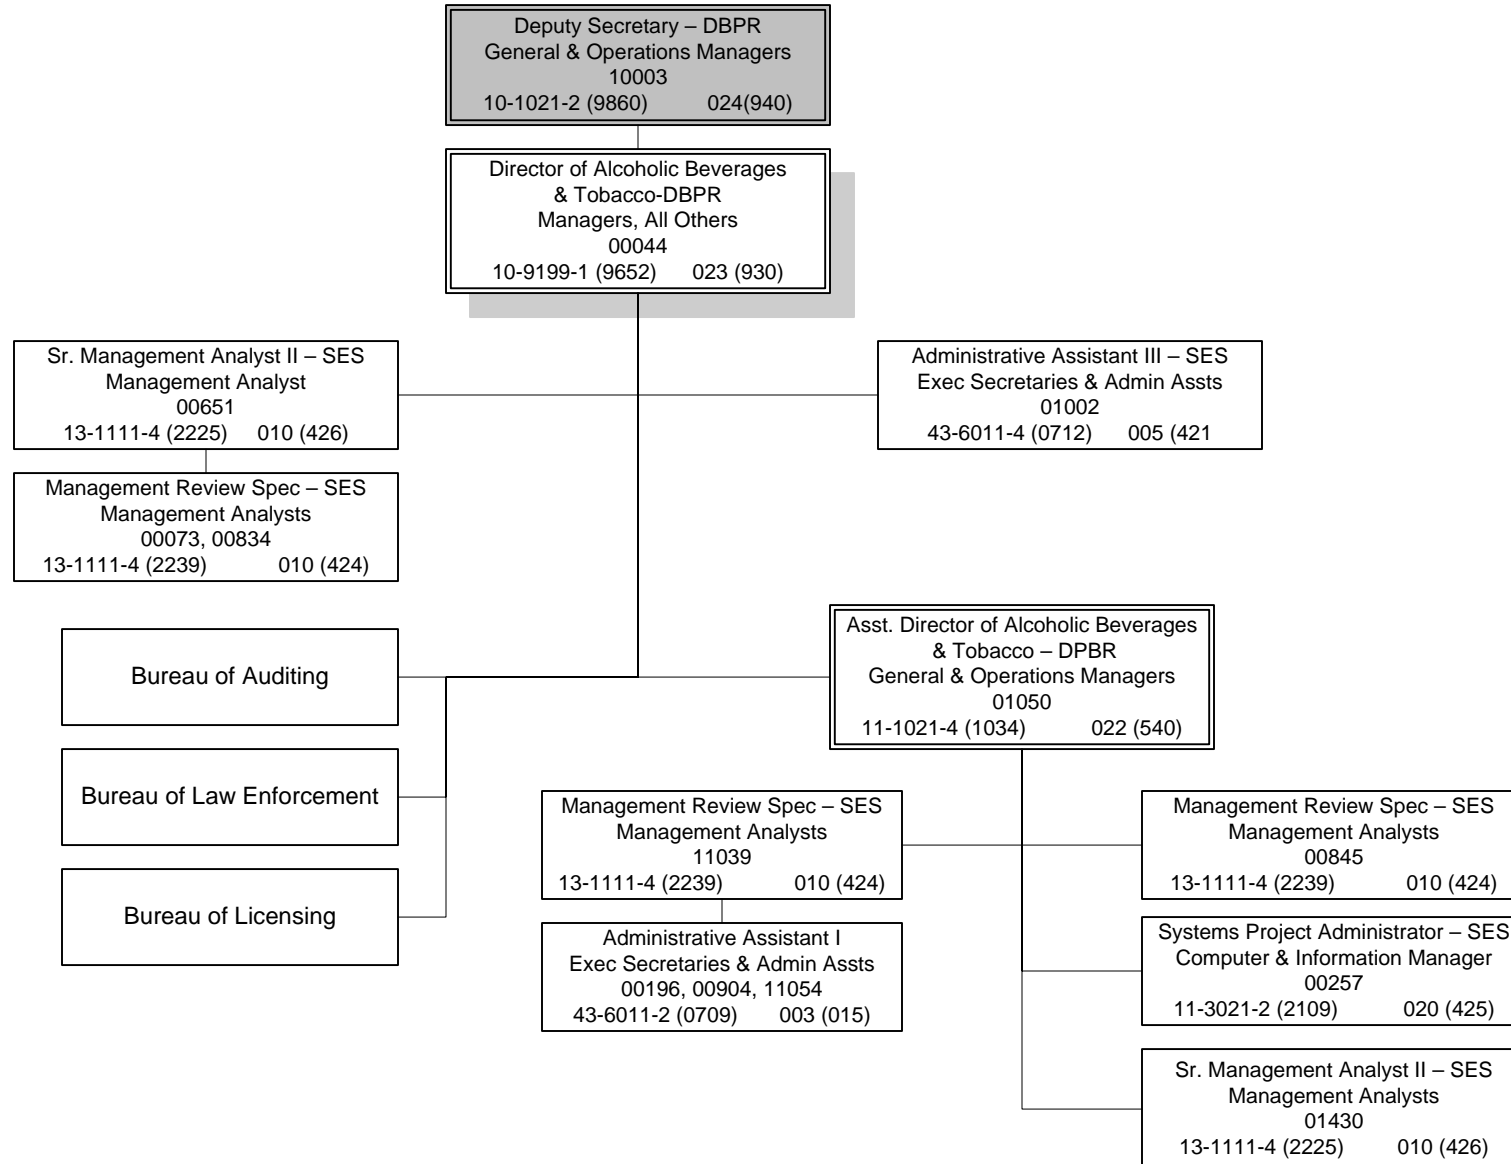 Deputy Secretary – DBPR
General & Operations Managers
10003
10-1021-2 (9860) 024(940)
Director of Alcoholic Beverages
& Tobacco-DBPR
Managers, All Others
00044
10-9199-1 (9652) 023 (930)
Sr. Management Analyst II – SES
Management Analyst
00651
13-1111-4 (2225) 010 (426)
Administrative Assistant III – SES
Exec Secretaries & Admin Assts
01002
43-6011-4 (0712) 005 (421
Management Review Spec – SES
Management Analysts
00073, 00834
13-1111-4 (2239) 010 (424)
Bureau of Auditing
Bureau of Law Enforcement
Bureau of Licensing
Asst. Director of Alcoholic Beverages
& Tobacco – DPBR
General & Operations Managers
01050
11-1021-4 (1034) 022 (540)
Management Review Spec – SES
Management Analysts
11039
13-1111-4 (2239) 010 (424)
Administrative Assistant I
Exec Secretaries & Admin Assts
00196, 00904, 11054
43-6011-2 (0709) 003 (015)
Management Review Spec – SES
Management Analysts
00845
13-1111-4 (2239) 010 (424)
Systems Project Administrator – SES
Computer & Information Manager
00257
11-3021-2 (2109) 020 (425)
Sr. Management Analyst II – SES
Management Analysts
01430
13-1111-4 (2225) 010 (426)